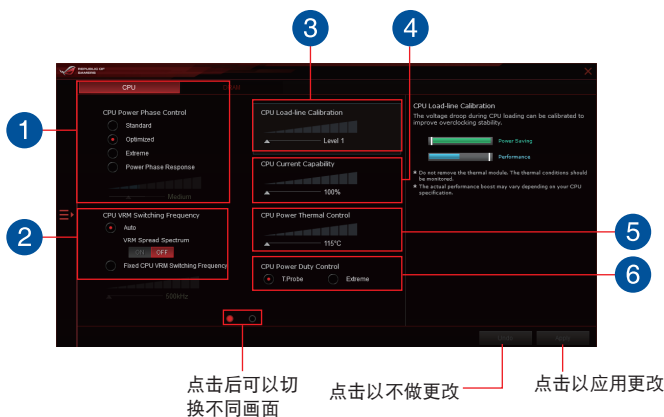 3
4
REPUBLIC OF
GAMERS
CPU
DRAM
1
CPU Power Phase Control
Standard
Optimized
Extreme
Power Phase Response
Medium
2
CPU VRM Switching Frequency
Auto
VRM Spread Spectrum
ON OFF
Fixed CPU VRM Switching Frequency
500kHz
CPU Load-line Calibration
Level 1
CPU Current Capability
100%
CPU Power Thermal Control
115°C
5
CPU Power Duty Control
T.Probe
Extreme
6
CPU Load-line Calibration
The voltage droop during CPU loading can be calibrated to
improve overclocking stability.
Power Saving
Performance
Do not remove the thermal module. The thermal conditions should
be monitored.
The actual performance boost may vary depending on your CPU
specification.
Undo
Apply
点击后可以切
换不同画面
点击以不做更改
点击以应用更改